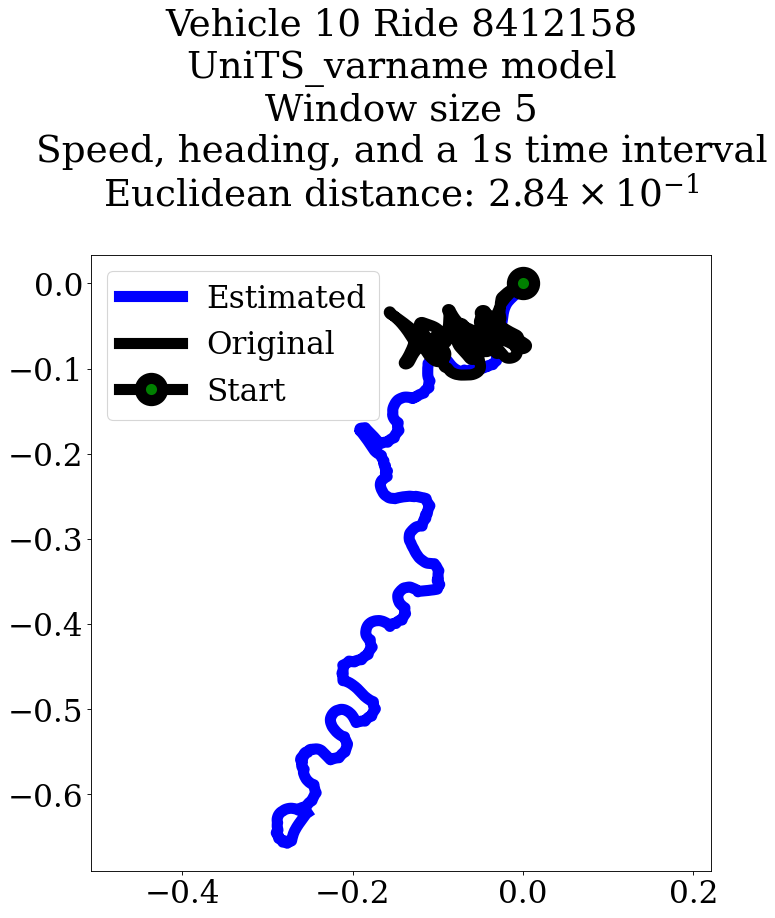 Vehicle 10 Ride 8412158
UniTS_varname model
Window size 5
Speed, heading, and a 1s time interval
Euclidean distance: 2.84 × 10⁻¹
Estimated
Original
Start
0.0
−0.1
−0.2
−0.3
−0.4
−0.5
−0.6
−0.4
−0.2
0.0
0.2